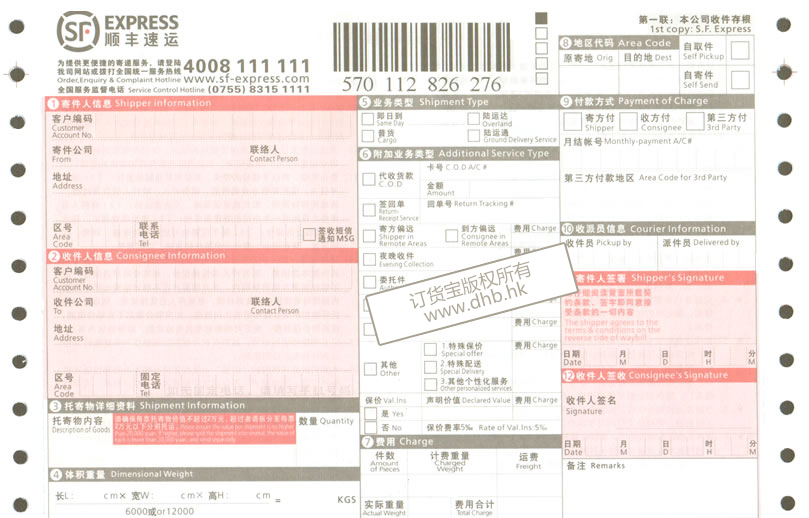 SF EXPRESS
顺丰速运
为提供更便捷的寄递服务，请登陆
我司网站或拨打全国统一服务热线
Order,Enquiry & Complaint Hotline
全国服务监督电话 Service Control Hotline
4008 111 111
www.sf-express.com
(0755) 8315 1111
570 112 826 276
第一联：本公司收件存根
1st copy: S.F. Express
8 地区代码 Area Code
原寄地 Orig 目的地 Dest
自取件
Self Pickup
自寄件
Self Send
1 寄件人信息 Shipper Information
客户编码
Customer
Account No.
寄件公司
From
联络人
Contact Person
地址
Address
区号
Area
Code
联系
电话
Tel
签收短信
通知MSG
2 收件人信息 Consignee Information
客户编码
Customer
Account No.
收件公司
To
联络人
Contact Person
地址
Address
区号
Area
Code
固定
电话
Tel
3 托寄物详细资料 Shipment Information
托寄物内容
Description of Goods
数量 Quantity
4 体积重量 Dimensional Weight
长L: cm× 宽W: cm× 高H: cm =
6000或or12000
KGS
5 业务类型 Shipment Type
即日到
Same Day
陆运达
Overland
普货
Cargo
陆运通
Ground Delivery Service
6 附加业务类型 Additional Service Type
代收货款
C.O.D
卡号 C.O.D A/C #
金额
Amount
签回单
Return
Receipt Service
回单号 Return Tracking #
寄方偏远
Shipper in
Remote Areas
到方偏远
Consignee in
Remote Areas
费用 Charge
夜晚收件
Evening Collection
费用 Charge
委托件
费用 Charge
其他
Other
1.特殊保价
Special offer
2.特殊配送
Special Delivery
3.其他个性化服务
Other personalized services
费用 Charge
保价 Val.Ins
声明价值 Declared Value
费用 Charge
是 Yes
否 No
保价费率5‰ Rate of Val.Ins:5‰
7 费用 Charge
件数
Amount
of Pieces
计费重量
Charged
Weight
运费
Freight
实际重量
Actual Weight
费用合计
Total Charge
9 付款方式 Payment of Charge
寄方
Shipper
收方
Consignee
第三方
3rd Party
月结帐号 Monthly-payment A/C#
第三方付款地区 Area Code for 3rd Party
10 收派员信息 Courier Information
收件员 Pickup by
派件员 Delivered by
寄件人签署 Shipper's Signature
约条款、签字即同意接
受条款的一切内容
The shipper agrees to the
terms & conditions on the
reverse side of waybill
日期
Date
月
M
日
D
时
H
分
M
12 收件人签收 Consignee's Signature
收件人签名
Signature
日期
Date
月
M
日
D
时
H
分
M
备注 Remarks
订货宝版权所有
www.dhb.hk